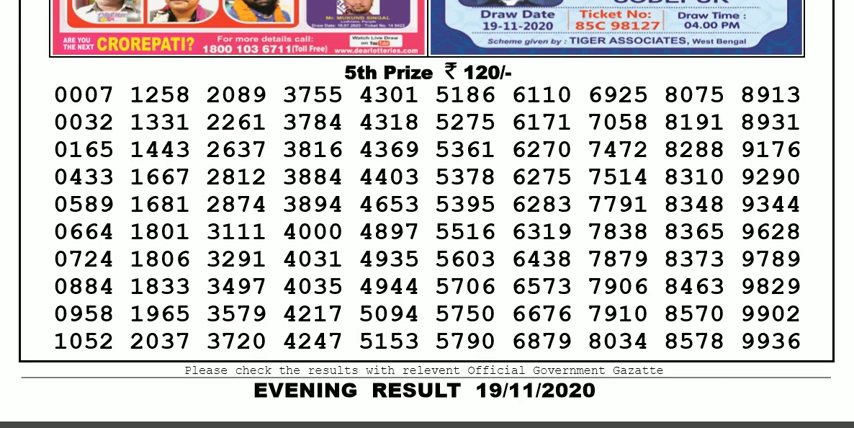 MR. MUKUND SINGAL
ARE YOU
THE NEXT CROREPATI?
For more details call:
1800 103 6711(Toll Free)
Watch Live Draw
on YouTube
www.dearlotteries.com
Draw Date
19-11-2020
Ticket No:
85C 98127
Draw Time :
04.00 PM
Scheme given by : TIGER ASSOCIATES, West Bengal
5th Prize ₹ 120/-
0007 1258 2089 3755 4301 5186 6110 6925 8075 8913
0032 1331 2261 3784 4318 5275 6171 7058 8191 8931
0165 1443 2637 3816 4369 5361 6270 7472 8288 9176
0433 1667 2812 3884 4403 5378 6275 7514 8310 9290
0589 1681 2874 3894 4653 5395 6283 7791 8348 9344
0664 1801 3111 4000 4897 5516 6319 7838 8365 9628
0724 1806 3291 4031 4935 5603 6438 7879 8373 9789
0884 1833 3497 4035 4944 5706 6573 7906 8463 9829
0958 1965 3579 4217 5094 5750 6676 7910 8570 9902
1052 2037 3720 4247 5153 5790 6879 8034 8578 9936
Please check the results with relevent Official Government Gazatte
EVENING RESULT 19/11/2020